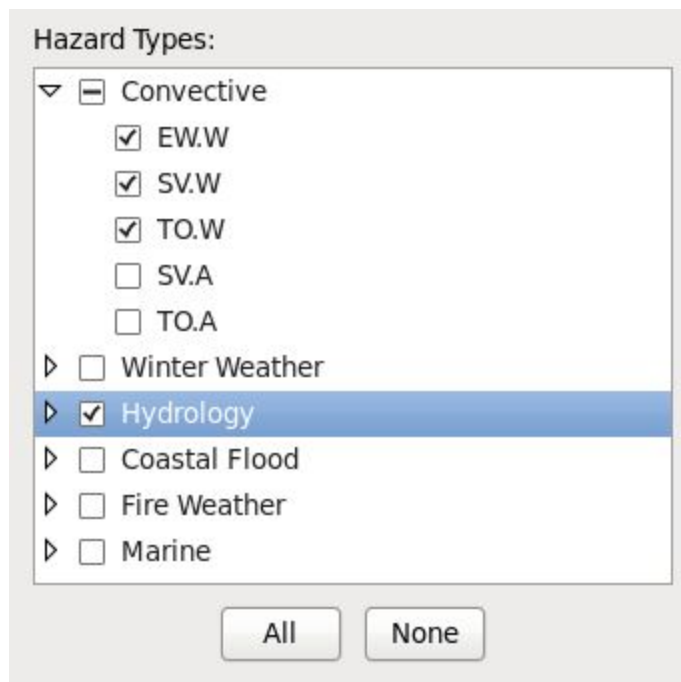 Hazard Types:
Convective
EW.W
SV.W
TO.W
SV.A
TO.A
Winter Weather
Hydrology
Coastal Flood
Fire Weather
Marine
All None